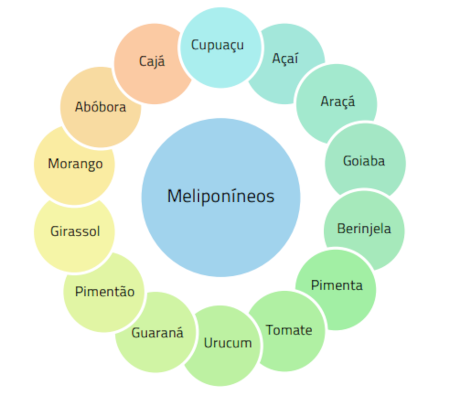 Cupuaçu
Açaí
Araçá
Goiaba
Berinjela
Pimenta
Tomate
Urucum
Guaraná
Pimentão
Girassol
Morango
Abóbora
Cajá
Meliponíneos